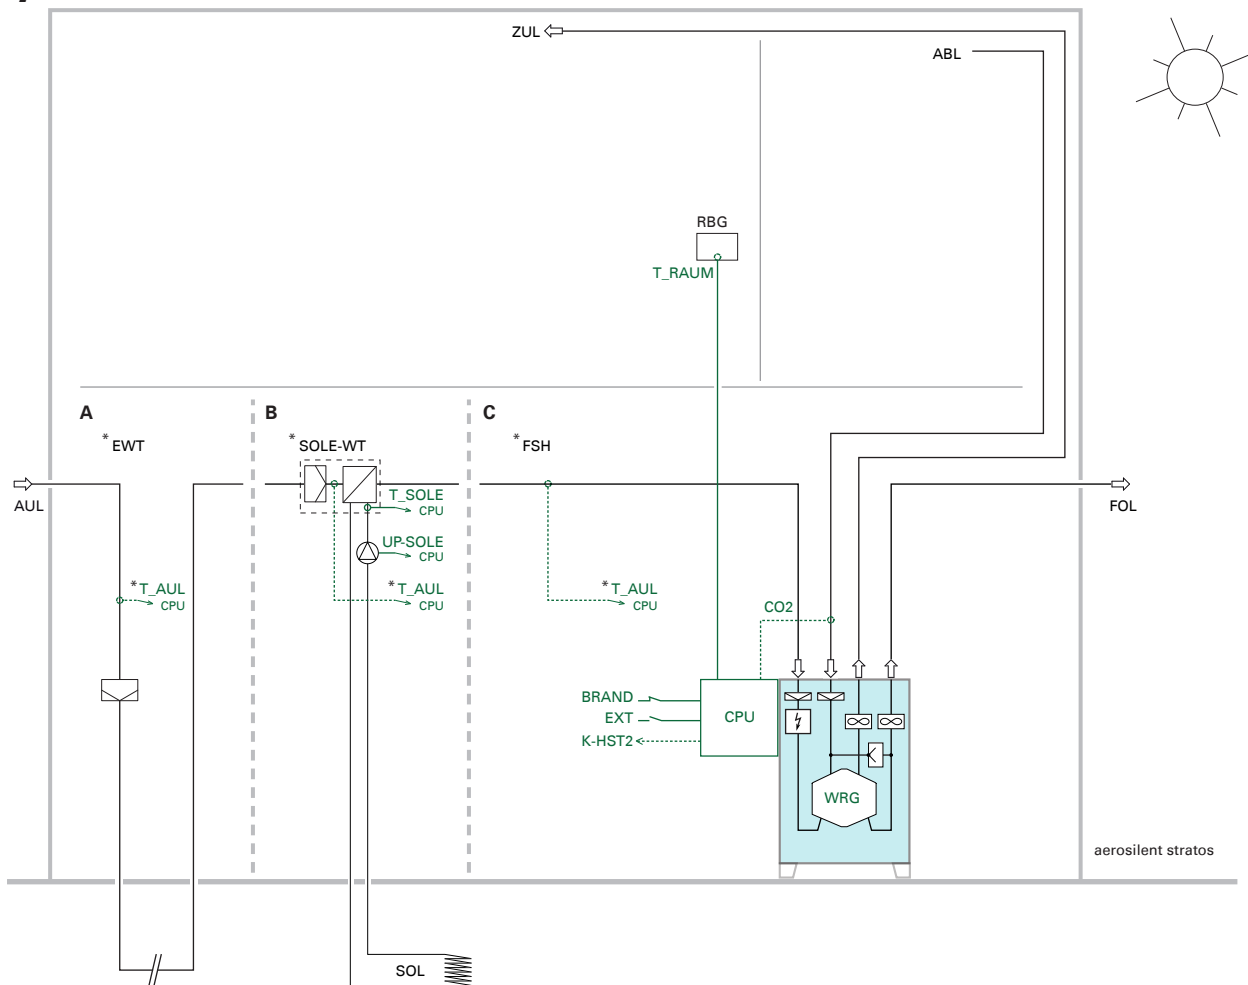 ZUL
ABL
RBG
T_RAUM
A
B
C
*EWT
*SOLE-WT
*FSH
AUL
T_SOLE
CPU
FOL
UP-SOLE
CPU
*T_AUL
CPU
*T_AUL
CPU
*T_AUL
CPU
CO2
BRAND
EXT
K-HST2
CPU
WRG
aerosilent stratos
SOL